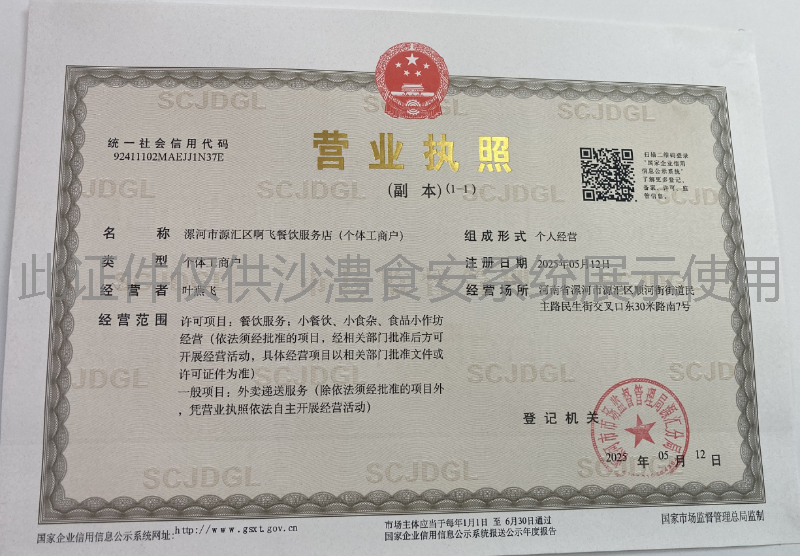 SCJDGL
统一社会信用代码
92411102MAEJJ1N37E
营业执照
(副 本)(1-1)
扫描二维码登录
"国家企业信用
信息公示系统"
了解更多登记、
备案、许可、监
管信息。
名 称 漯河市源汇区啊飞餐饮服务店(个体工商户)
类 型 个体工商户
经营者 叶燕飞
经营范围 许可项目:餐饮服务;小餐饮、小食杂、食品小作坊
经营(依法须经批准的项目,经相关部门批准后方可
开展经营活动,具体经营项目以相关部门批准文件或
许可证件为准)
一般项目:外卖递送服务(除依法须经批准的项目外
,凭营业执照依法自主开展经营活动)
组成形式 个人经营
注册日期 2025年05月12日
经营场所 河南省漯河市源汇区顺河街街道民
主路民生街交叉口东30米路南7号
此证件仅供沙澧食安系统展示使用
登记机关
漯河市市场监督管理局源汇分局
2025 年 05 月 12 日
国家企业信用信息公示系统网址:http://www.gsxt.gov.cn
市场主体应当于每年1月1日 至 6月30日通过
国家企业信用信息公示系统报送公示年度报告
国家市场监督管理总局监制